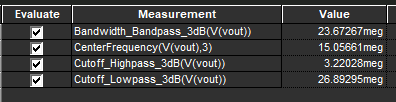 Evaluate Measurement Value
Bandwidth_Bandpass_3dB(V(vout)) 23.67267meg
CenterFrequency(V(vout),3) 15.05661meg
Cutoff_Highpass_3dB(V(vout)) 3.22028meg
Cutoff_Lowpass_3dB(V(vout)) 26.89295meg